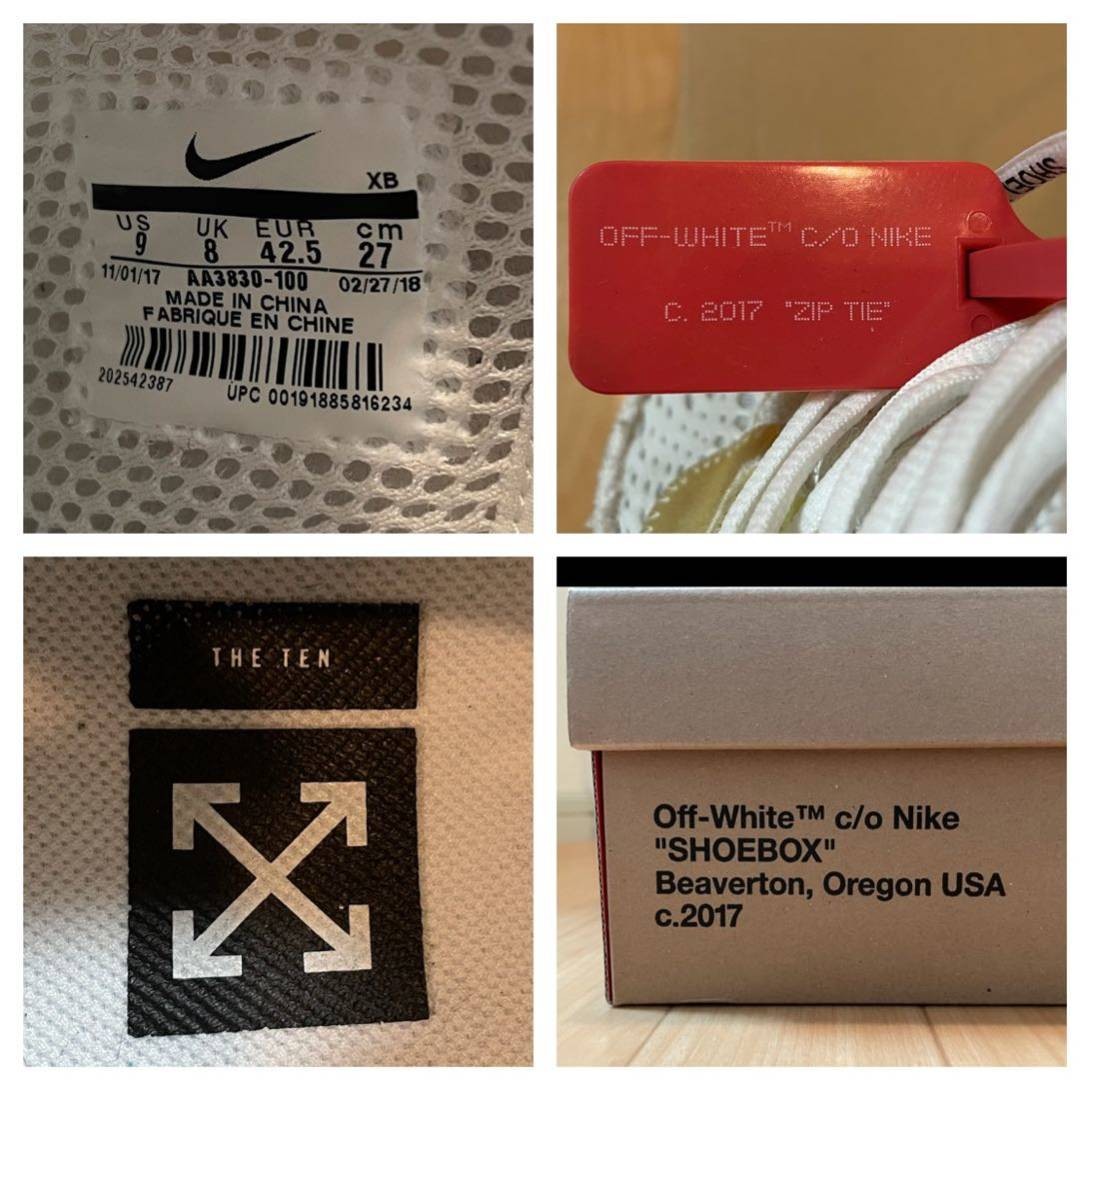 XB
US UK EUR cm
9 8 42.5 27
11/01/17 AA3830-100 02/27/18
MADE IN CHINA
FABRIQUE EN CHINE
202542387
UPC 00191885816234
OFF-WHITE™ C/O NIKE
C. 2017 "ZIP TIE"
THE TEN
Off-White™ c/o Nike
"SHOEBOX"
Beaverton, Oregon USA
c.2017